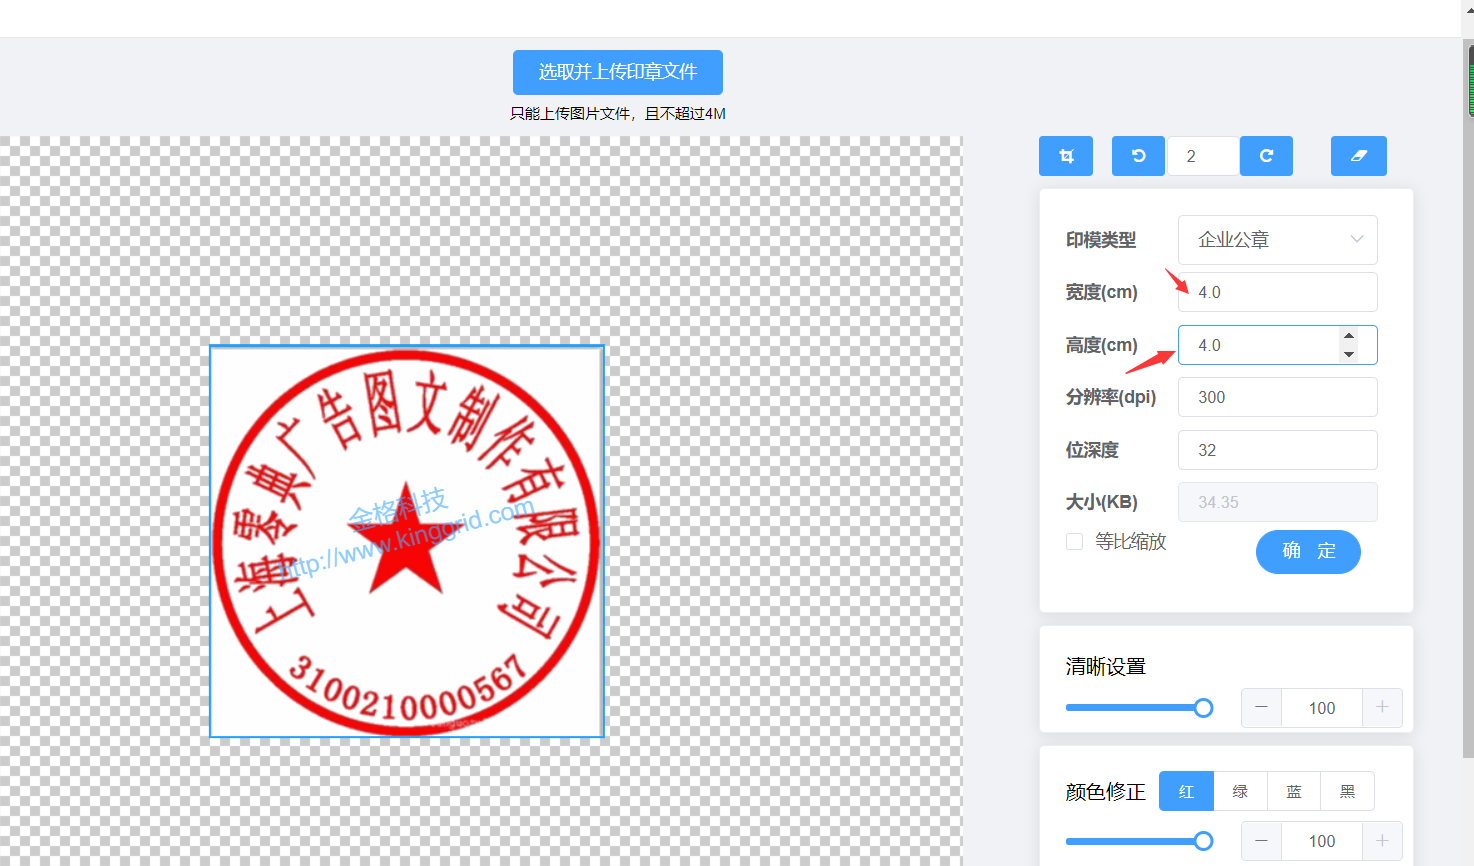 选取并上传印章文件
只能上传图片文件，且不超过4M
2
印模类型 企业公章
宽度(cm) 4.0
高度(cm) 4.0
分辨率(dpi) 300
位深度 32
大小(KB) 34.35
等比缩放 确 定
清晰设置
100
颜色修正 红 绿 蓝 黑
100
广告图文制作有限公司
金格科技
http://www.kinggrid.com
3100210000567